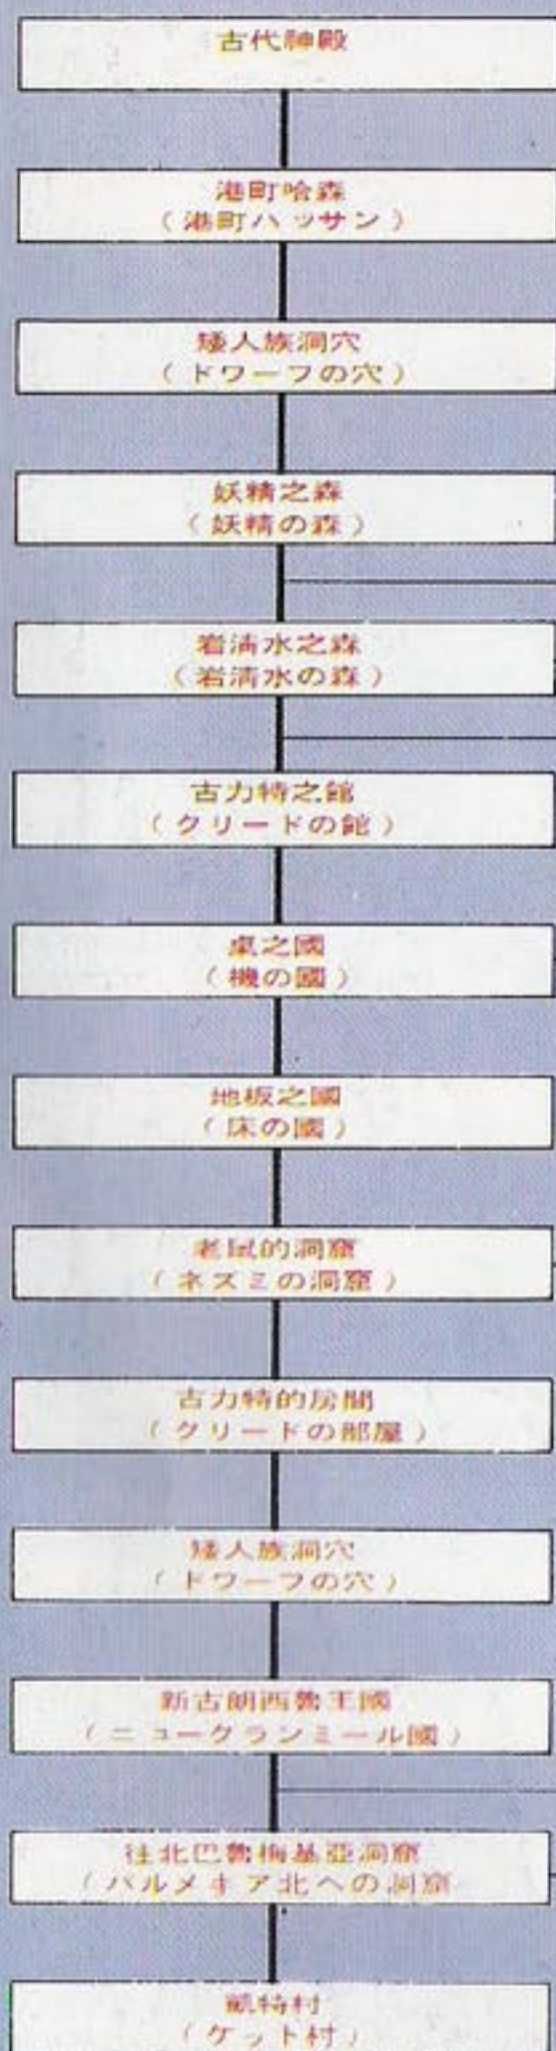 古代神殿
港町哈森
（港町ハッサン）
矮人族洞穴
（ドワーフの穴）
妖精之森
（妖精の森）
岩清水之森
（岩清水の森）
古力特之館
（クリードの館）
桌之國
（機の國）
地板之國
（床の國）
老鼠的洞窟
（ネズミの洞窟）
古力特的房間
（クリードの部屋）
矮人族洞穴
（ドワーフの穴）
新古朗西魯王國
（ニューグランミール國）
往北巴魯梅基亞洞窟
（パルメキア北への洞窟
凱特村
（ケット村）